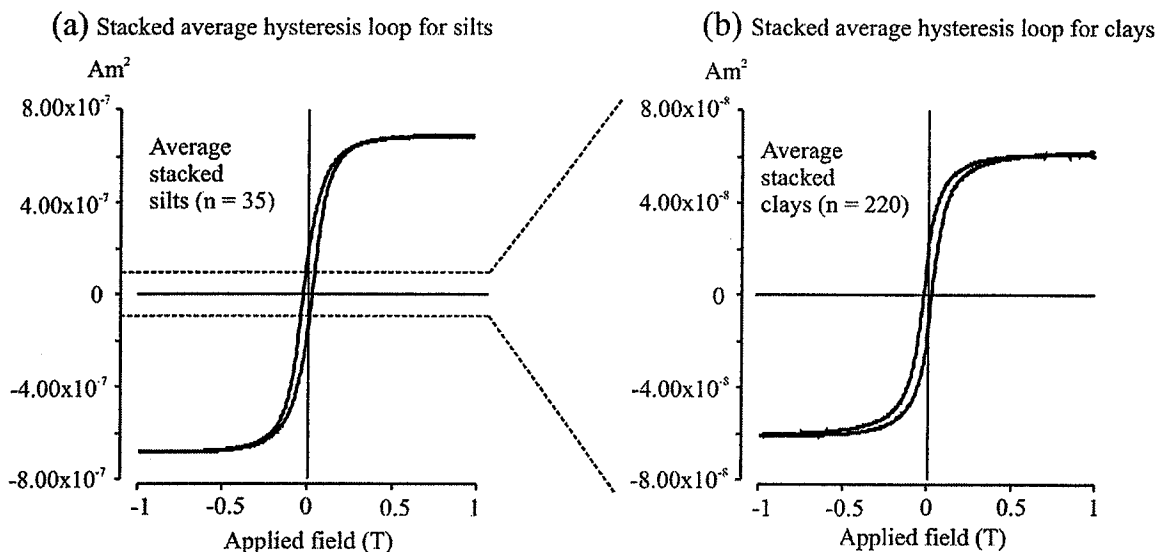 (a) Stacked average hysteresis loop for silts
Am²
8.00x10⁻⁷
4.00x10⁻⁷
0
-4.00x10⁻⁷
-8.00x10⁻⁷
Average
stacked
silts (n = 35)
-1 -0.5 0 0.5 1
Applied field (T)
(b) Stacked average hysteresis loop for clays
Am²
8.00x10⁻⁸
4.00x10⁻⁸
0
-4.00x10⁻⁸
-8.00x10⁻⁸
Average
stacked
clays (n = 220)
-1 -0.5 0 0.5 1
Applied field (T)